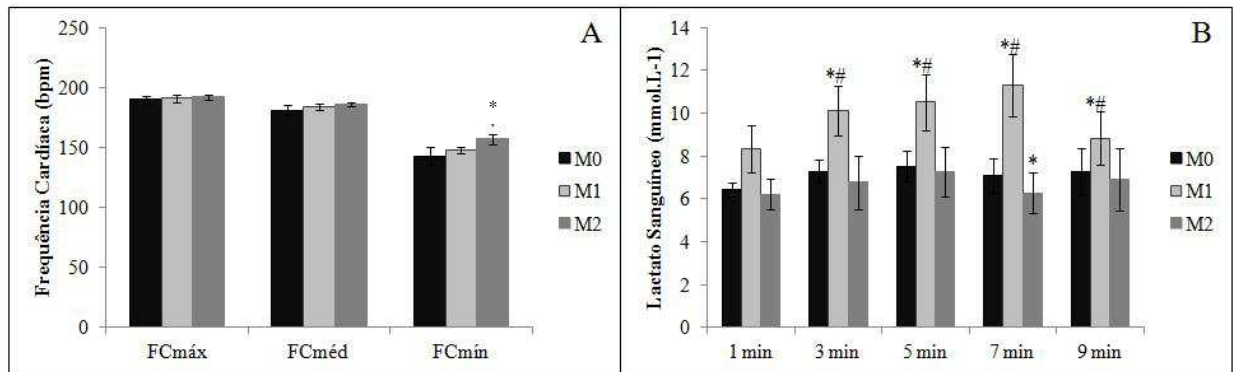 A
Frequência Cardíaca (bpm)
250
200
150
100
50
0
*
FCmáx
FCméd
FCmín
M0
M1
M2
B
Lactato Sanguíneo (mmol.L-1)
14
12
10
8
6
4
2
0
*#
*#
*#
*
*#
1 min
3 min
5 min
7 min
9 min
M0
M1
M2